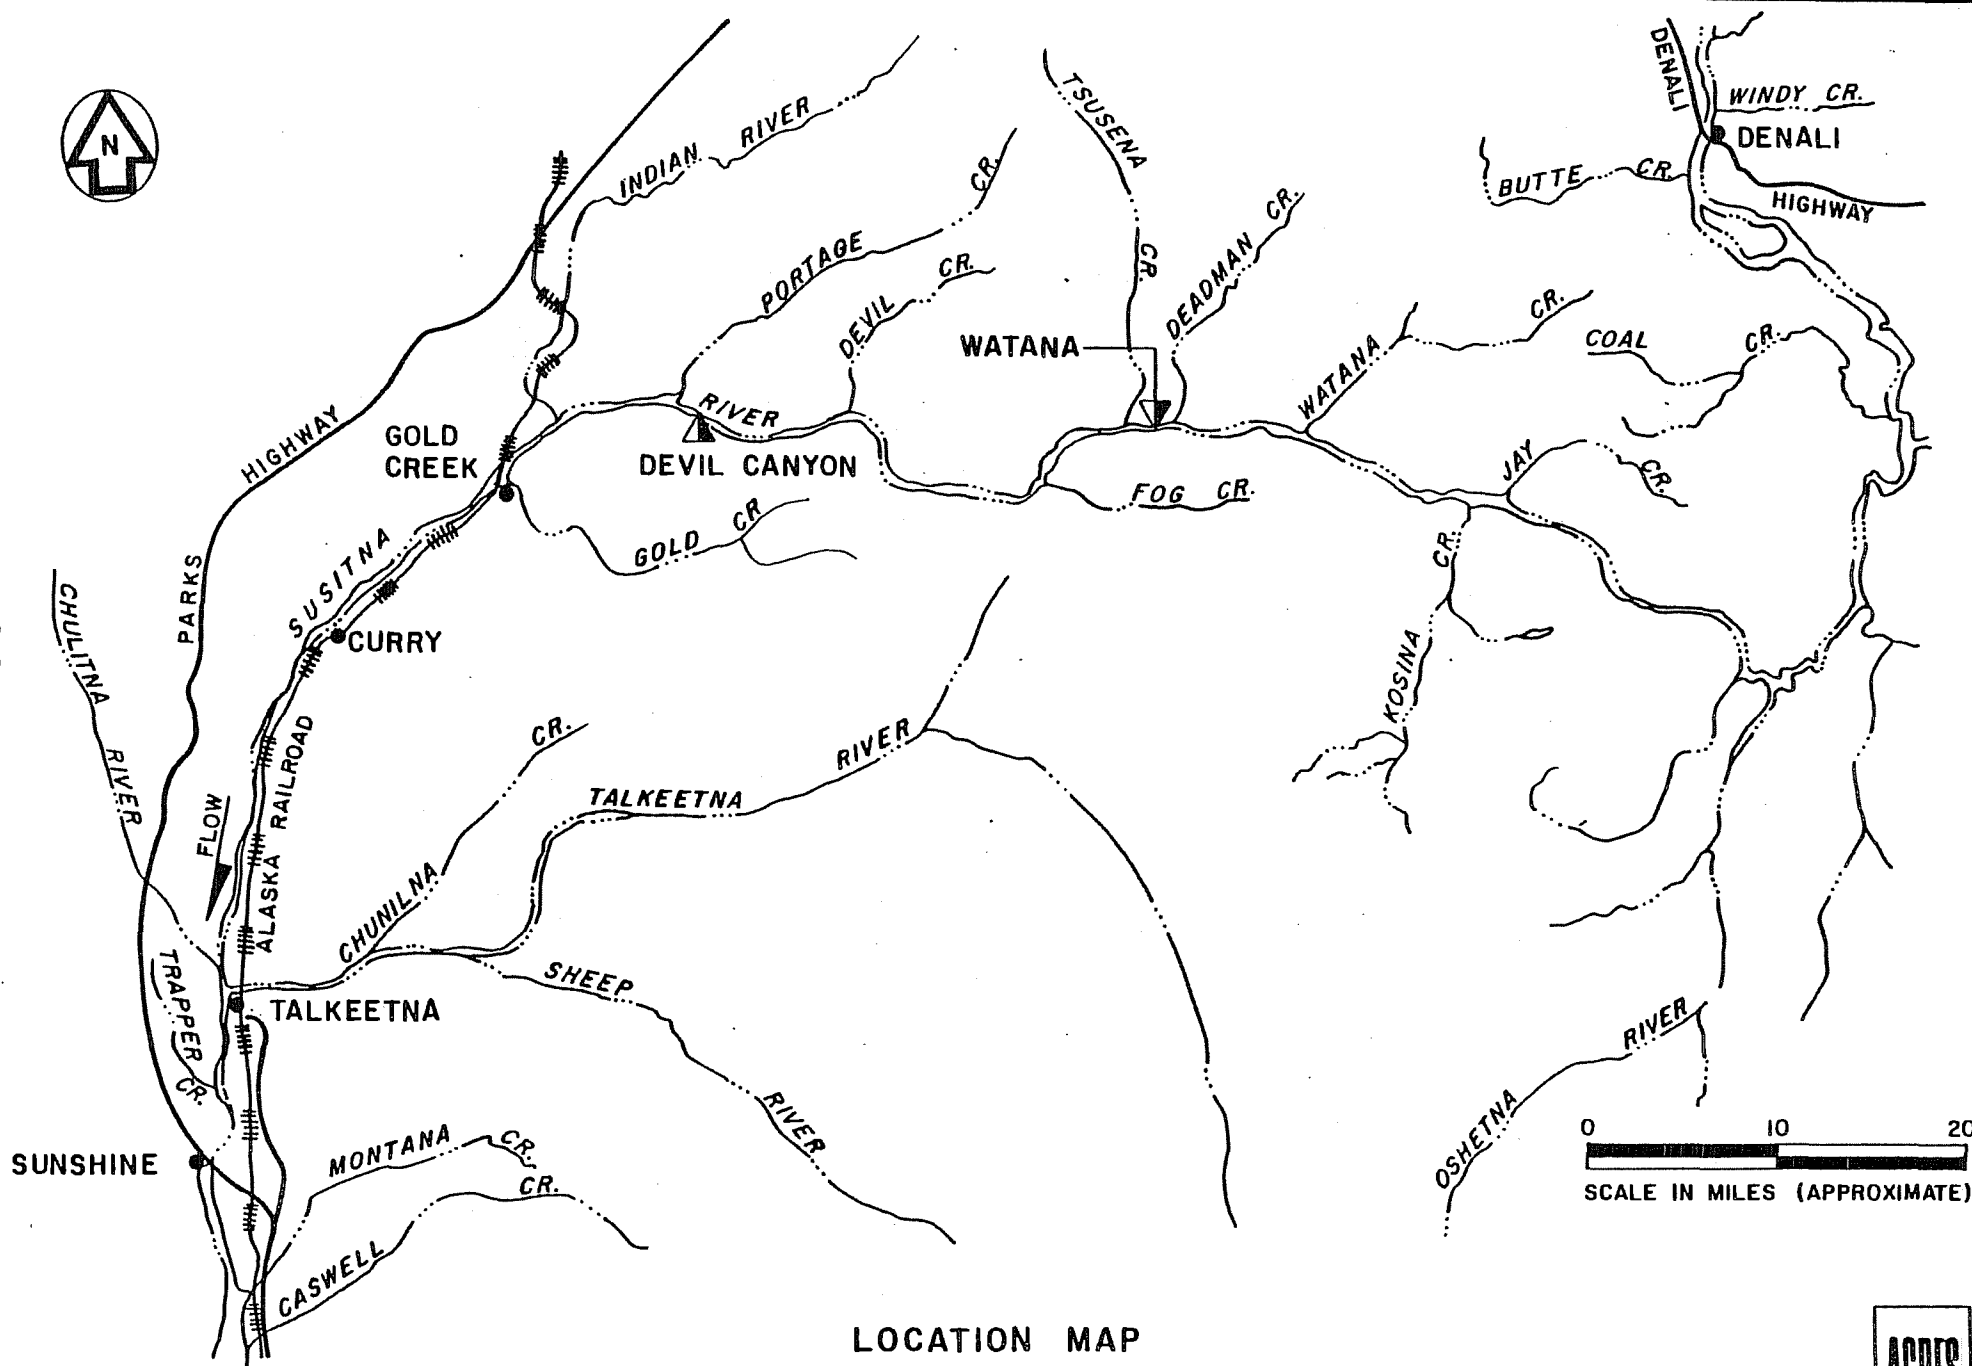 N
INDIAN RIVER
TSUSENA CR.
DENALI HIGHWAY
WINDY CR.
DENALI
BUTTE CR.
PORTAGE CR.
DEVIL CR.
DEADMAN CR.
WATANA
WATANA CR.
COAL CR.
PARKS HIGHWAY
GOLD
CREEK
SUSITNA RIVER
DEVIL CANYON
FOG CR.
JAY CR.
GOLD CR
KOSINA CR.
CHULITNA RIVER
CURRY
ALASKA RAILROAD
FLOW
CR.
CHUNILNA
TALKEETNA RIVER
TRAPPER CR.
TALKEETNA
SHEEP RIVER
OSHETNA RIVER
SUNSHINE
MONTANA CR.
CASWELL CR.
0 10 20
SCALE IN MILES (APPROXIMATE)
LOCATION MAP
ACRES